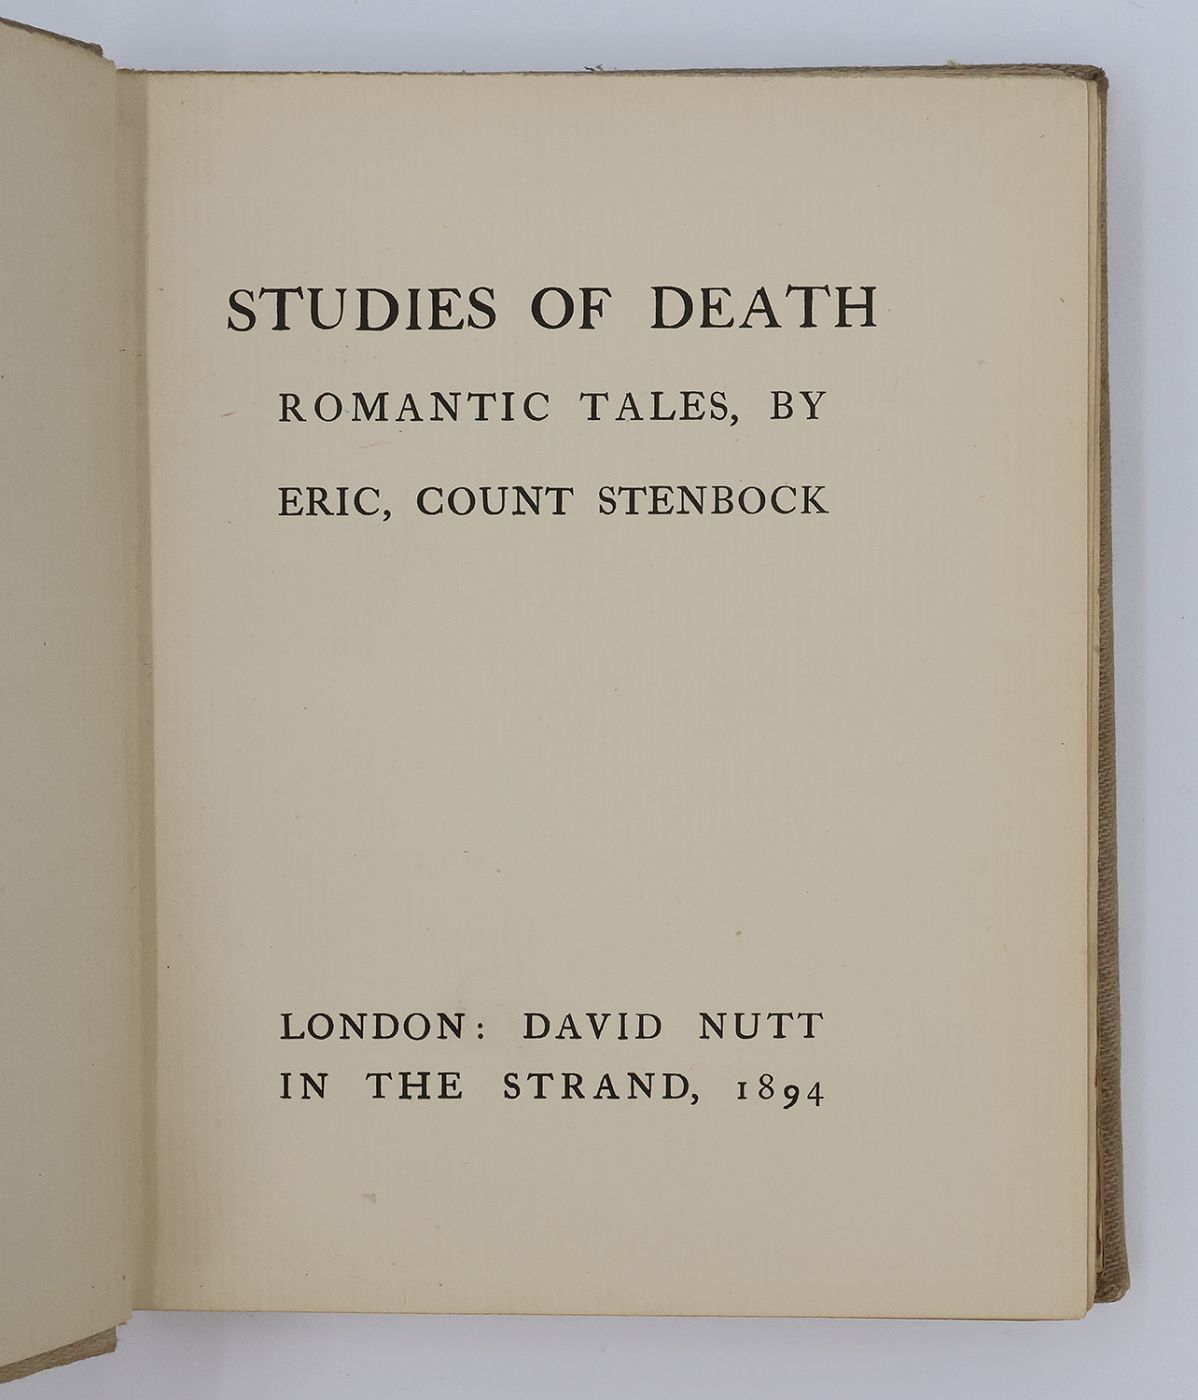 STUDIES OF DEATH
ROMANTIC TALES, BY
ERIC, COUNT STENBOCK
LONDON: DAVID NUTT
IN THE STRAND, 1894